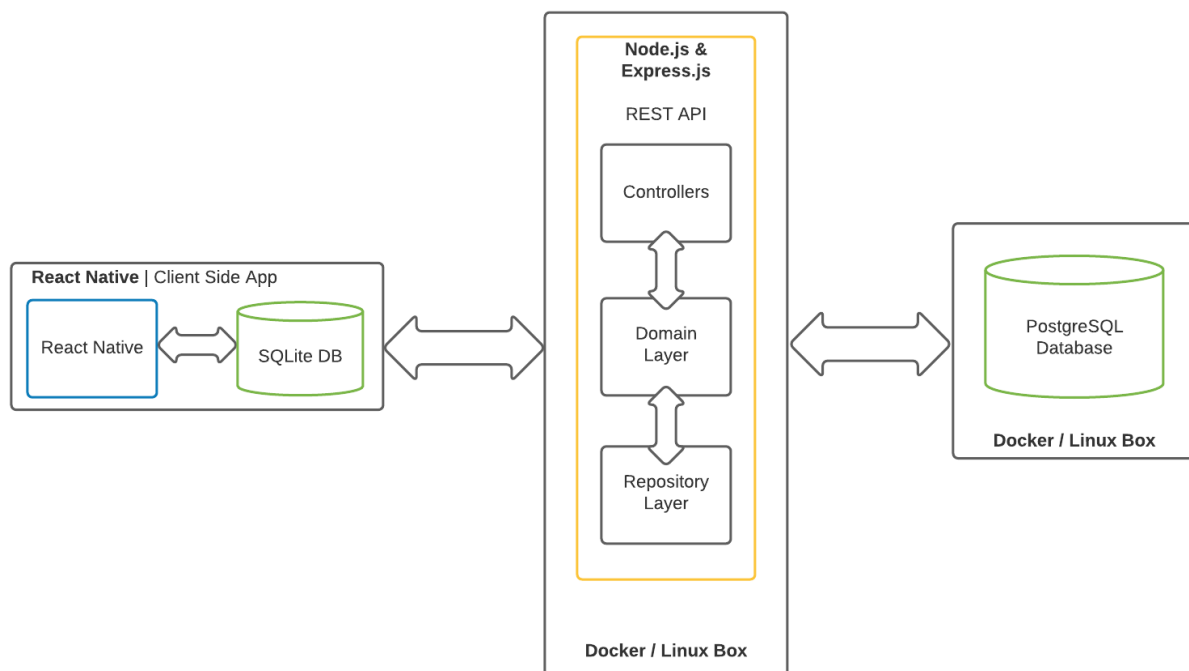 React Native | Client Side App
React Native
SQLite DB
Node.js &
Express.js
REST API
Controllers
Domain
Layer
Repository
Layer
Docker / Linux Box
PostgreSQL
Database
Docker / Linux Box